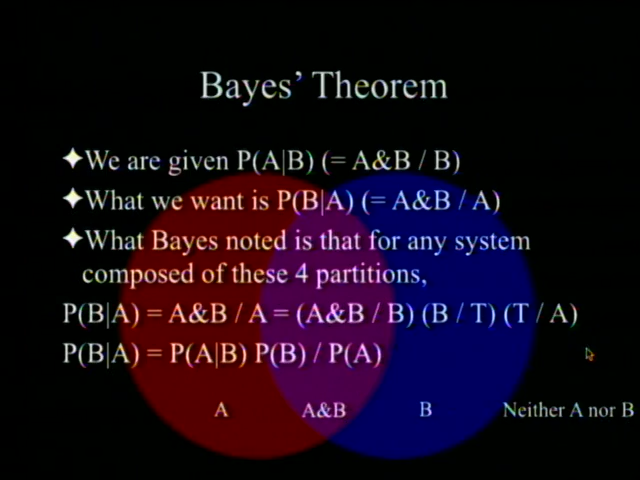 Bayes' Theorem
✦We are given P(A|B) (= A&B / B)
✦What we want is P(B|A) (= A&B / A)
✦What Bayes noted is that for any system
composed of these 4 partitions,
P(B|A) = A&B / A = (A&B / B) (B / T) (T / A)
P(B|A) = P(A|B) P(B) / P(A)
A A&B B Neither A nor B